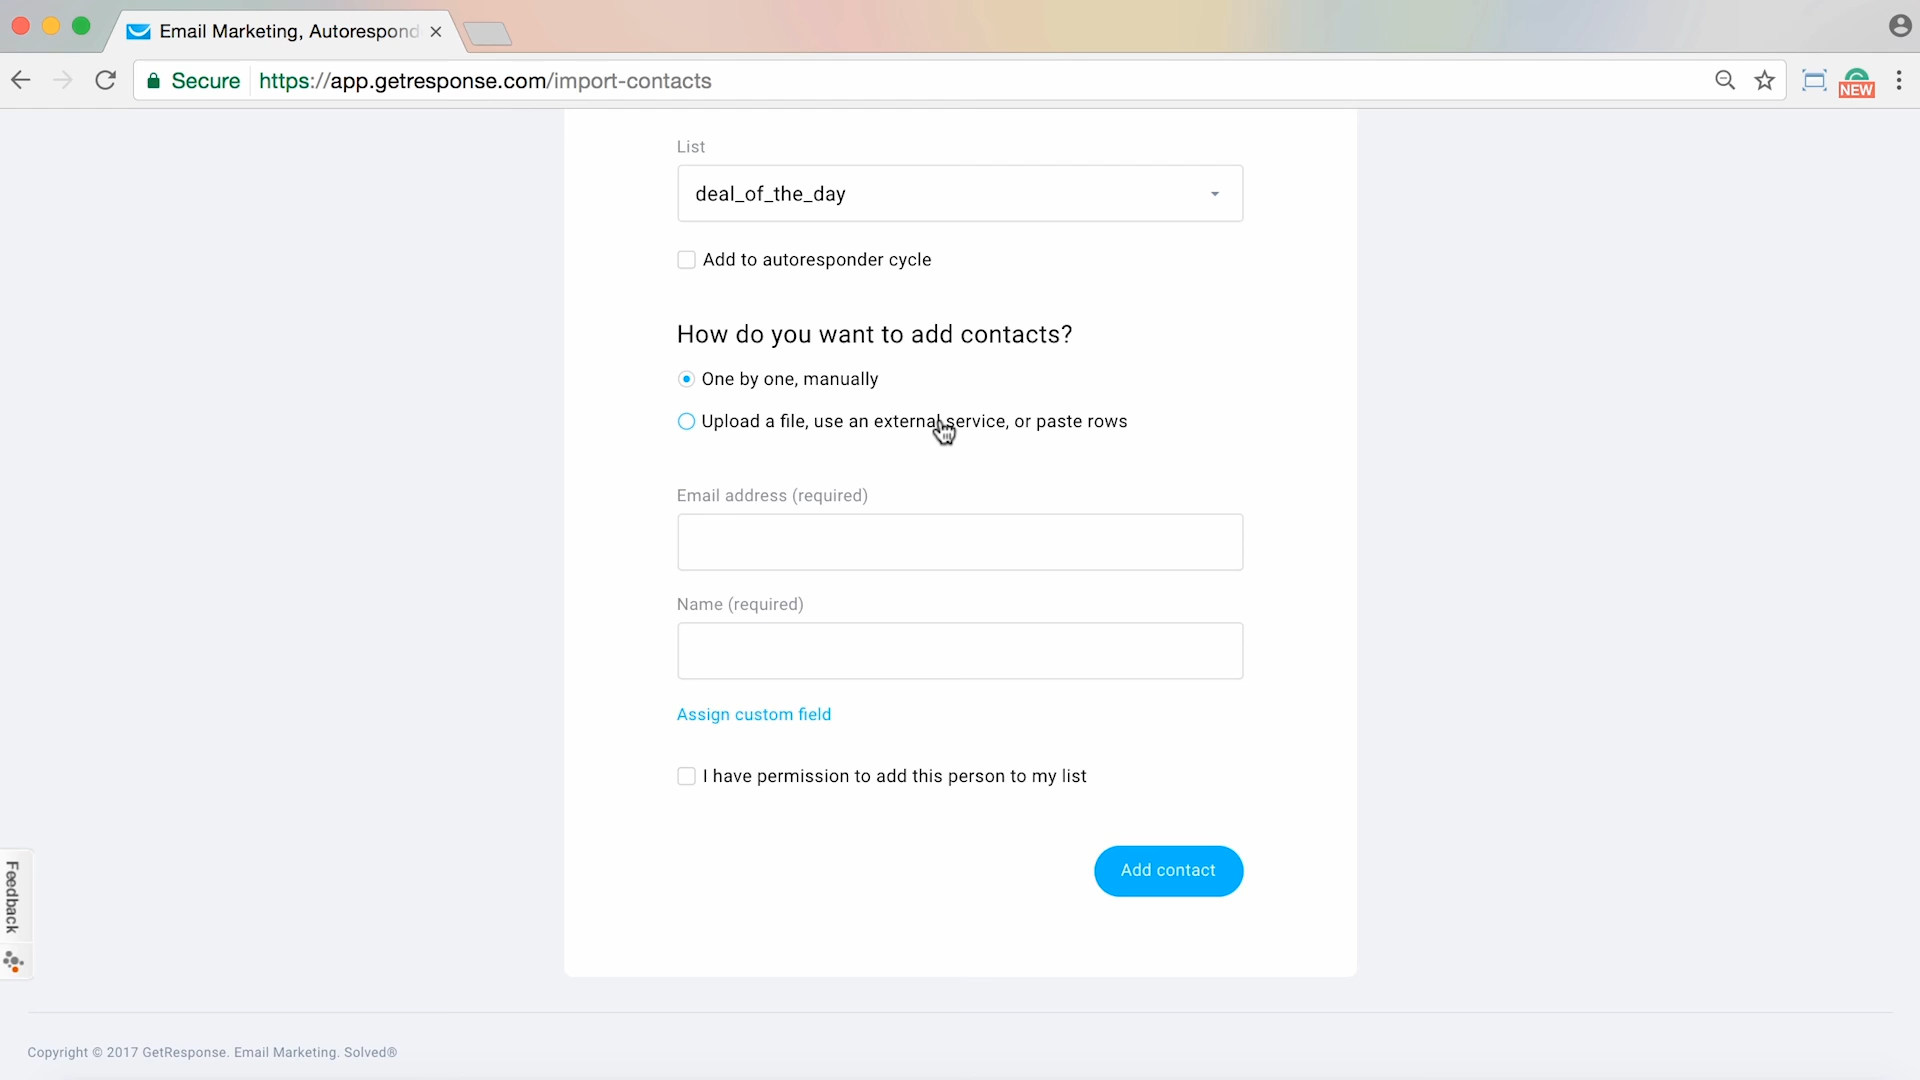 Email Marketing, Autorespond
Secure
https://app.getresponse.com/import-contacts
NEW
List
deal_of_the_day
Add to autoresponder cycle
How do you want to add contacts?
One by one, manually
Upload a file, use an external service, or paste rows
Email address (required)
Name (required)
Assign custom field
I have permission to add this person to my list
Add contact
Feedback
Copyright © 2017 GetResponse. Email Marketing. Solved®